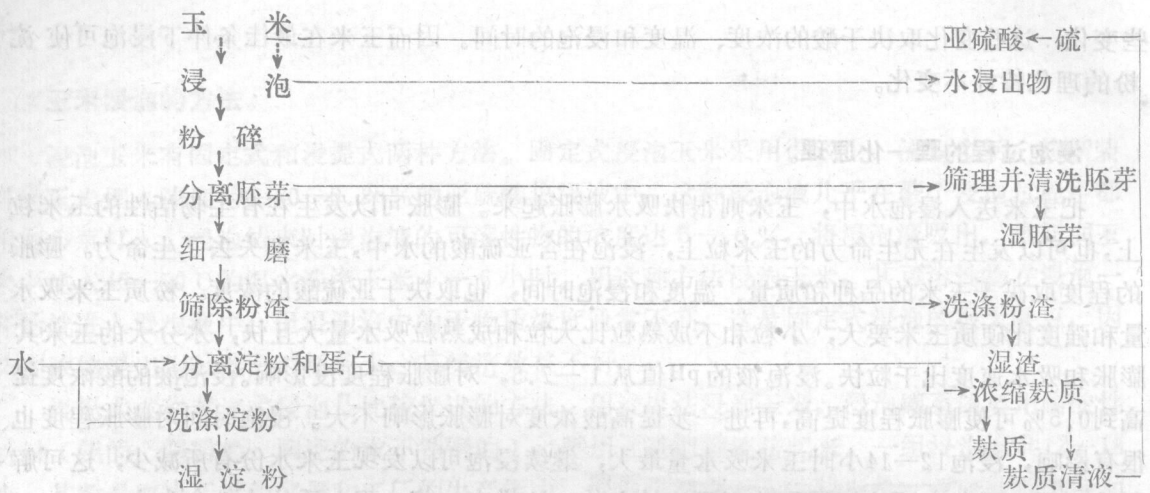 玉 米
亚硫酸←硫
浸 泡 → 水浸出物
粉 碎
分离胚芽 → 筛理并清洗胚芽
湿胚芽
细 磨
筛除粉渣 → 洗涤粉渣
水 → 分离淀粉和蛋白 湿渣
→ 浓缩麸质
洗涤淀粉
麸质
湿 淀 粉 麸质清液